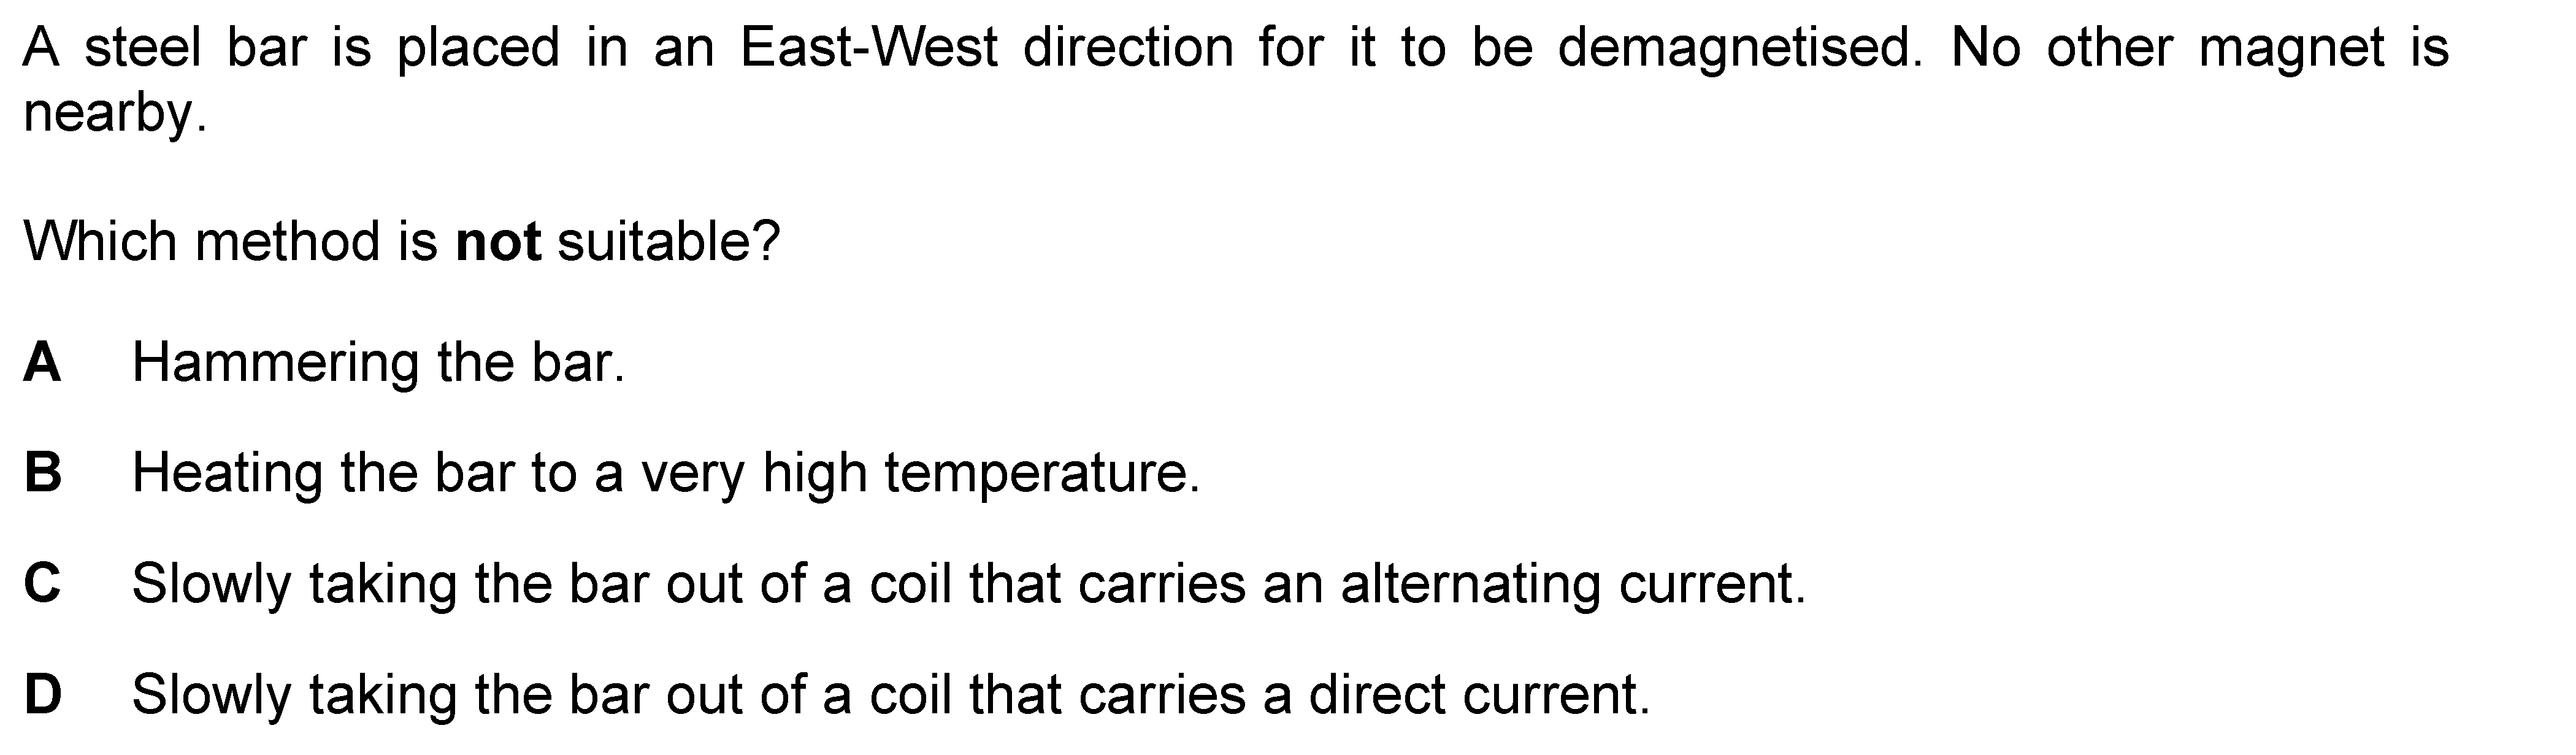 A steel bar is placed in an East-West direction for it to be demagnetised. No other magnet is
nearby.
Which method is not suitable?
A Hammering the bar.
B Heating the bar to a very high temperature.
C Slowly taking the bar out of a coil that carries an alternating current.
D Slowly taking the bar out of a coil that carries a direct current.